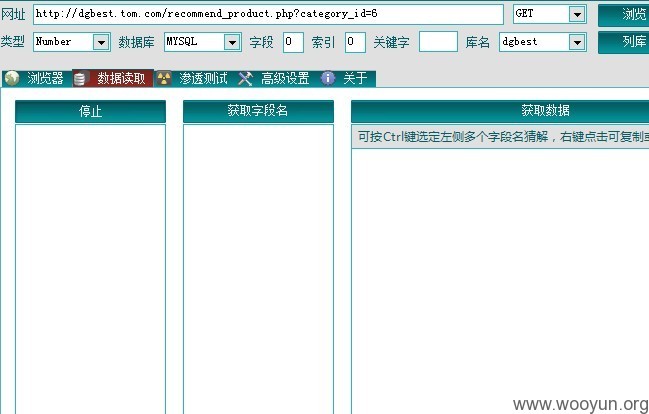 网址 http://dgbest.tom.com/recommend_product.php?category_id=6 GET 浏览
类型 Number 数据库 MYSQL 字段 0 索引 0 关键字 库名 dgbest 列库
浏览器 数据读取 渗透测试 高级设置 关于
停止 获取字段名 获取数据
可按Ctrl键选定左侧多个字段名猜解，右键点击可复制
www.wooyun.org